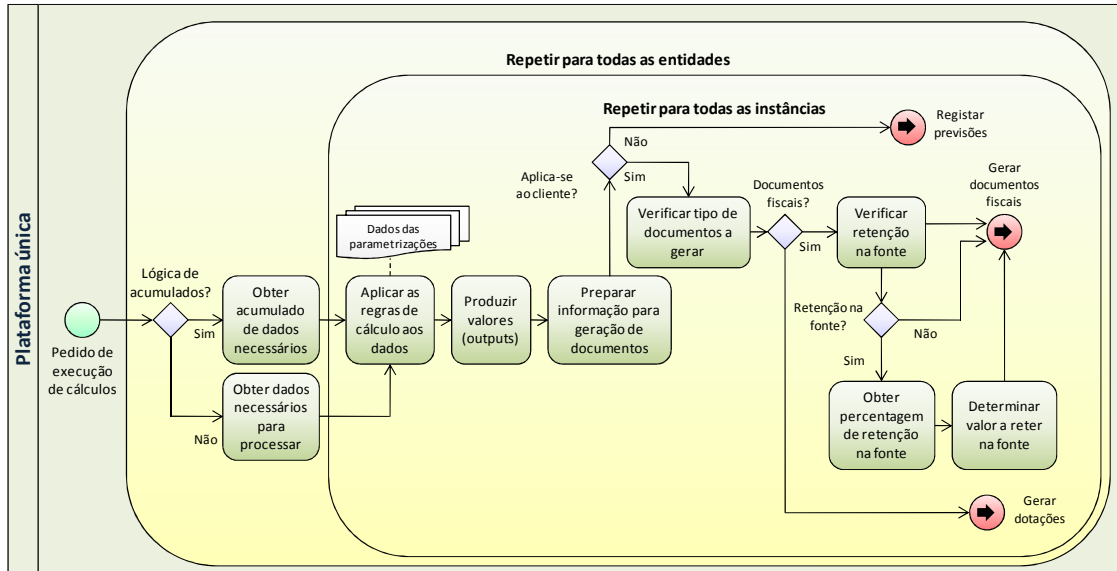 Plataforma única
Repetir para todas as entidades
Repetir para todas as instâncias
Pedido de
execução
de cálculos
Lógica de
acumulados?
Sim
Não
Obter
acumulado
de dados
necessários
Obter dados
necessários
para
processar
Dados das
parametrizações
Aplicar as
regras de
cálculo aos
dados
Produzir
valores
(outputs)
Preparar
informação para
geração de
documentos
Aplica-se
ao cliente?
Não
Sim
Registar
previsões
Verificar tipo de
documentos a
gerar
Documentos
fiscais?
Sim
Verificar
retenção
na fonte
Gerar
documentos
fiscais
Retenção na
fonte?
Não
Sim
Obter
percentagem
de retenção
na fonte
Determinar
valor a reter
na fonte
Gerar
dotações